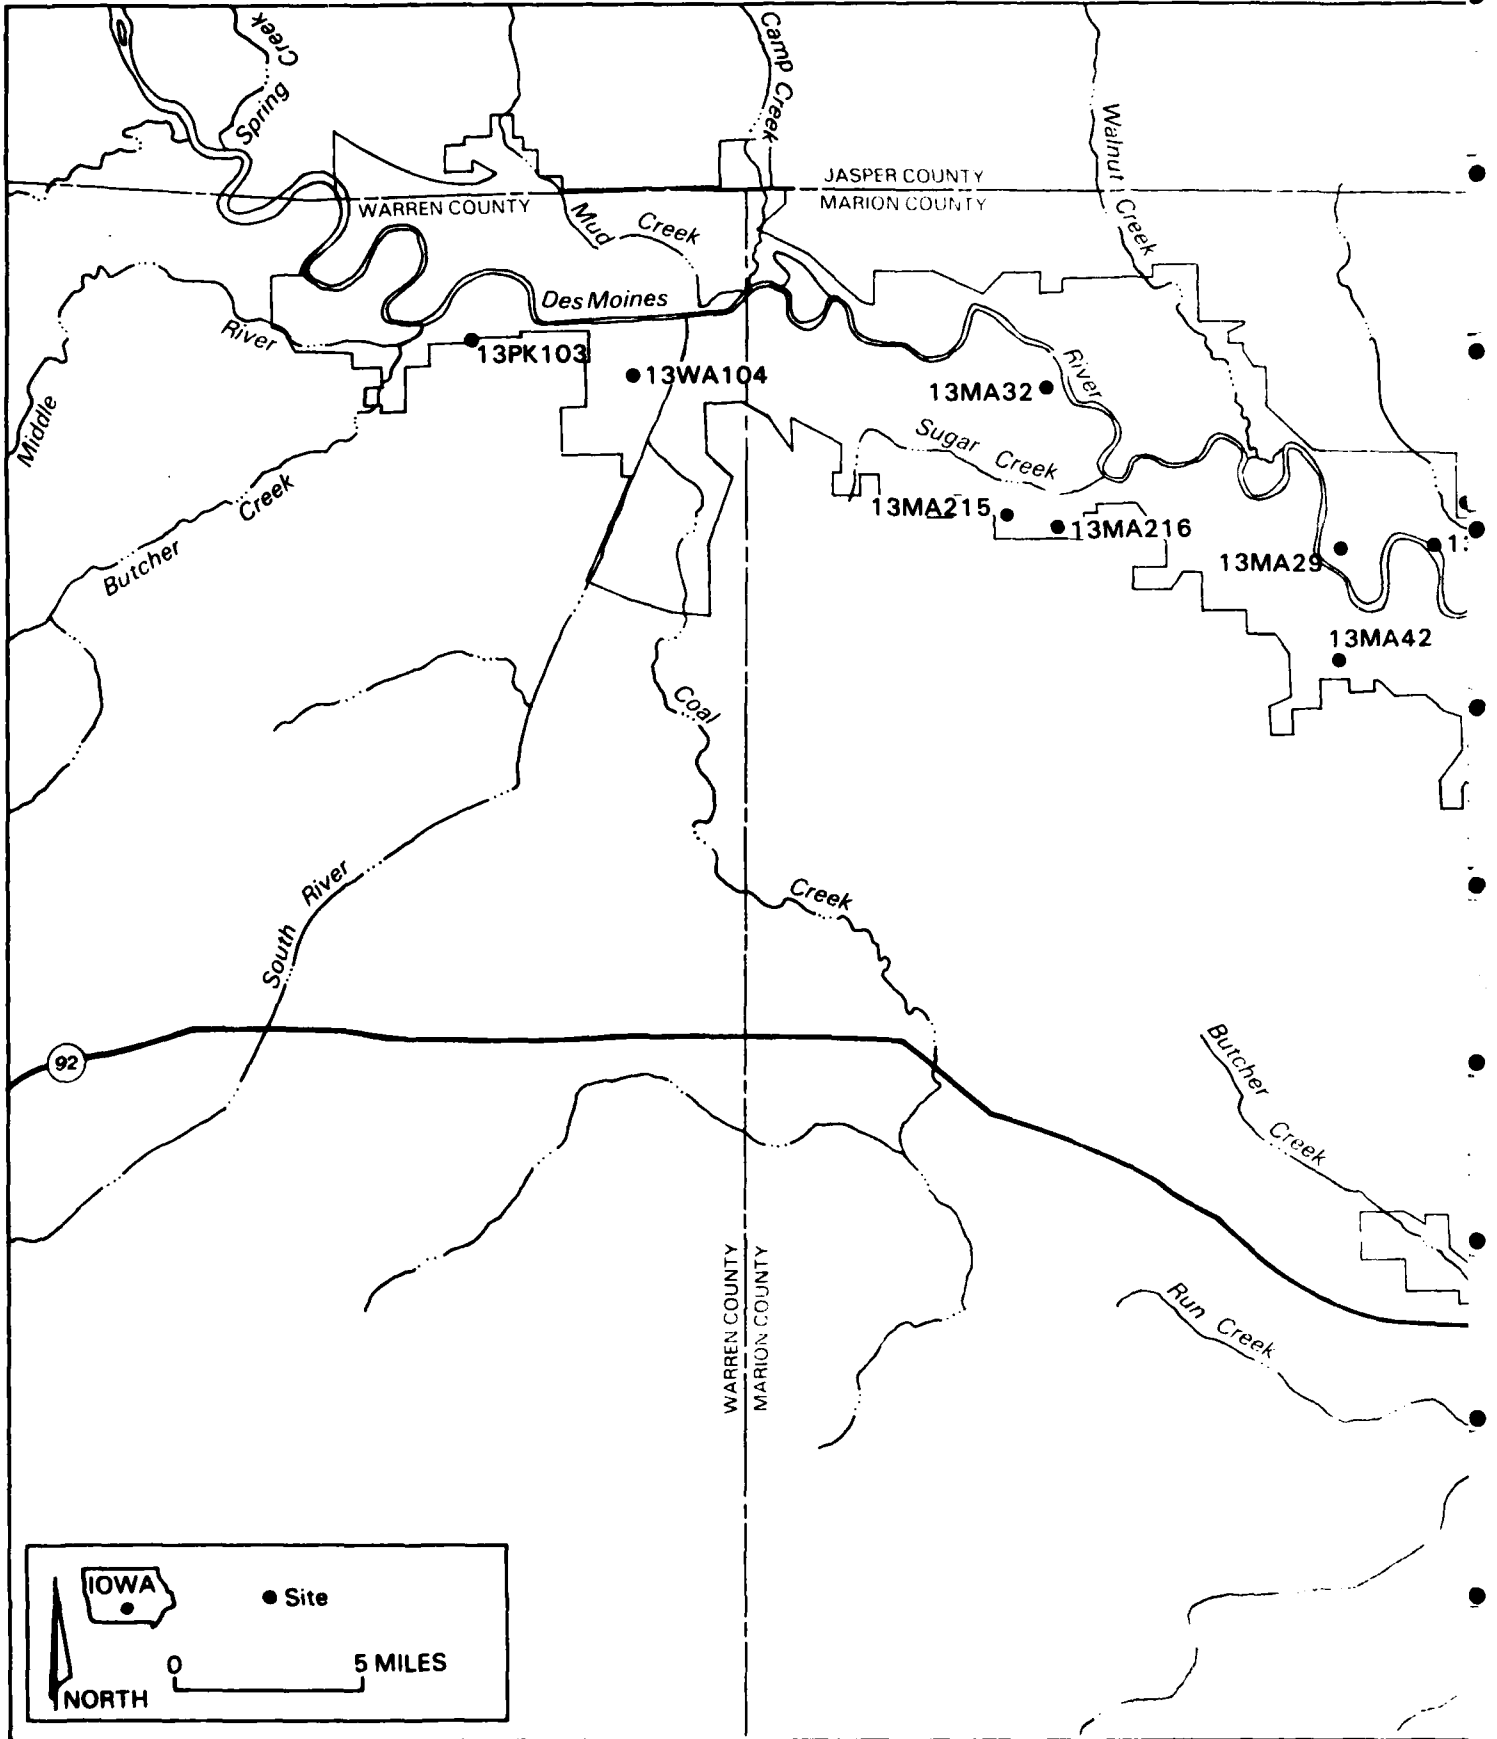 Spring Creek
Camp Creek
Walnut Creek
JASPER COUNTY
MARION COUNTY
WARREN COUNTY
Mud Creek
Des Moines River
Middle River
13PK103
13WA104
13MA32
Sugar Creek
13MA215
13MA216
13MA29
13MA42
Butcher Creek
Coal Creek
South River
92
Butcher Creek
Run Creek
WARREN COUNTY
MARION COUNTY
IOWA
Site
0 5 MILES
NORTH